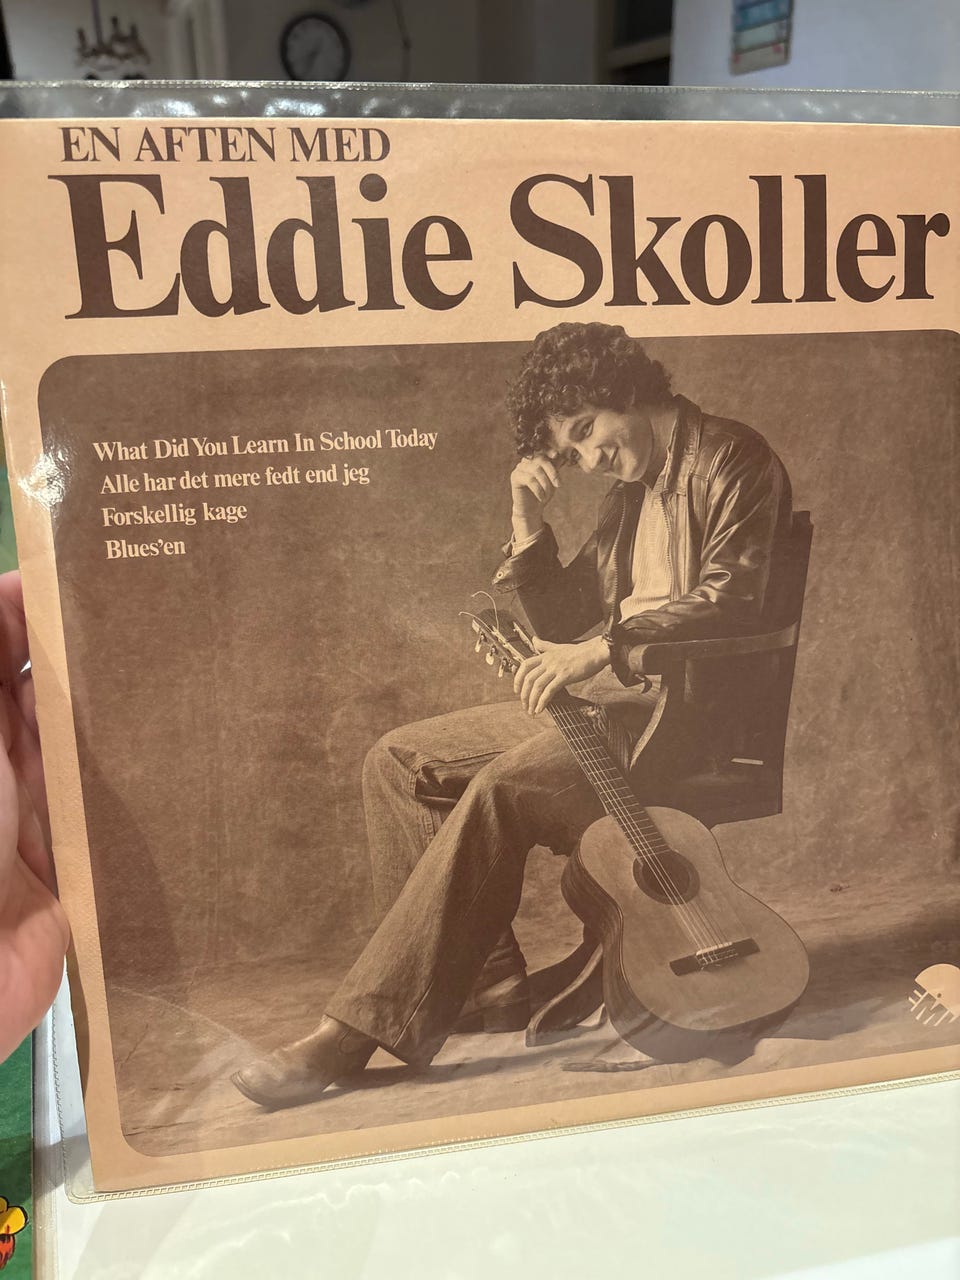 EN AFTEN MED
Eddie Skoller
What Did You Learn In School Today
Alle har det mere fedt end jeg
Forskellig kage
Blues'en
EMI